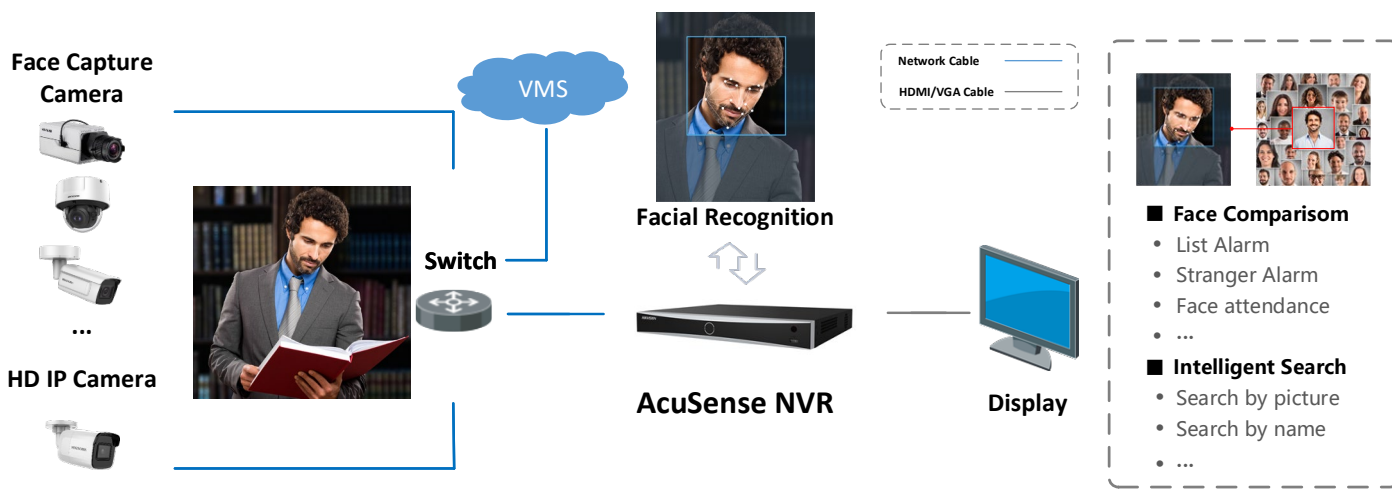 Face Capture
Camera
...
HD IP Camera
VMS
Switch
Facial Recognition
AcuSense NVR
Display
Network Cable
HDMI/VGA Cable
■ Face Comparisom
• List Alarm
• Stranger Alarm
• Face attendance
• ...
■ Intelligent Search
• Search by picture
• Search by name
• ...